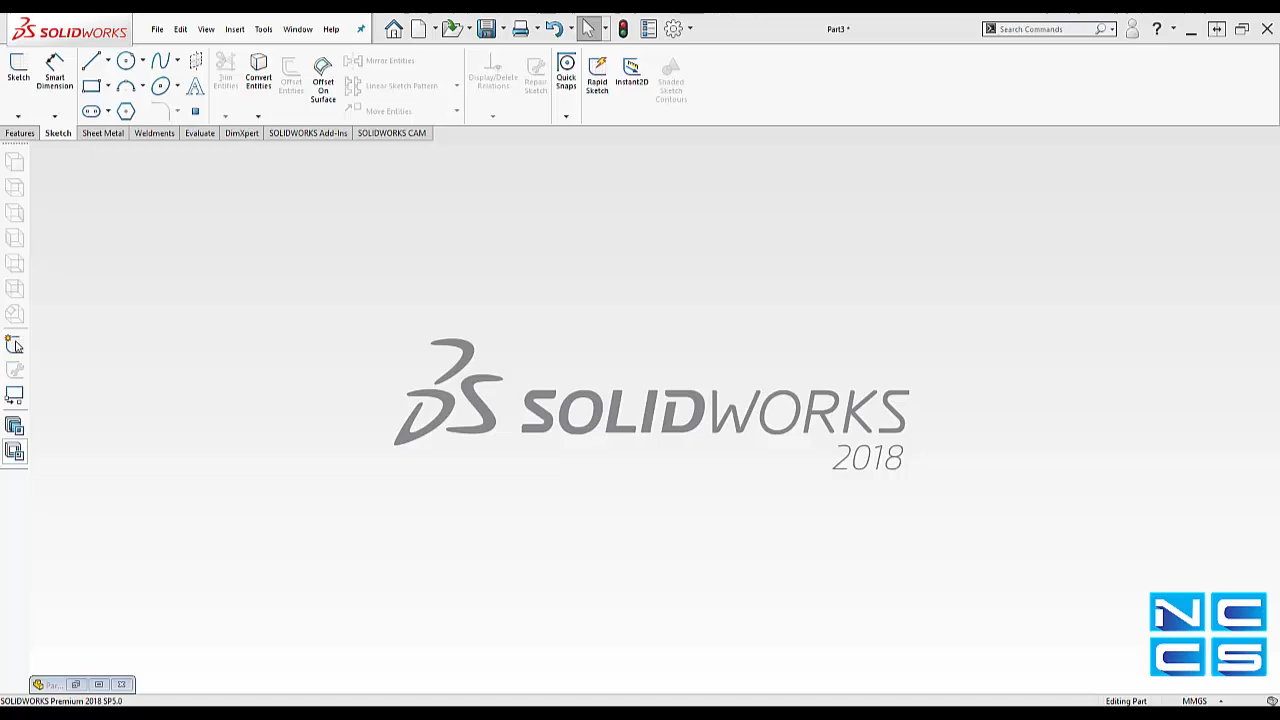 SOLIDWORKS
File Edit View Insert Tools Window Help
Part3 *
Search Commands
?
Sketch
Smart Dimension
Trim Entities
Convert Entities
Offset Entities
Offset On Surface
Mirror Entities
Linear Sketch Pattern
Move Entities
Display/Delete Relations
Repair Sketch
Quick Snaps
Rapid Sketch
Instant2D
Shaded Sketch Contours
Features Sketch Sheet Metal Weldments Evaluate DimXpert SOLIDWORKS Add-Ins SOLIDWORKS CAM
SOLIDWORKS
2018
NC
CS
Par...
SOLIDWORKS Premium 2018 SP5.0
Editing Part
MMGS